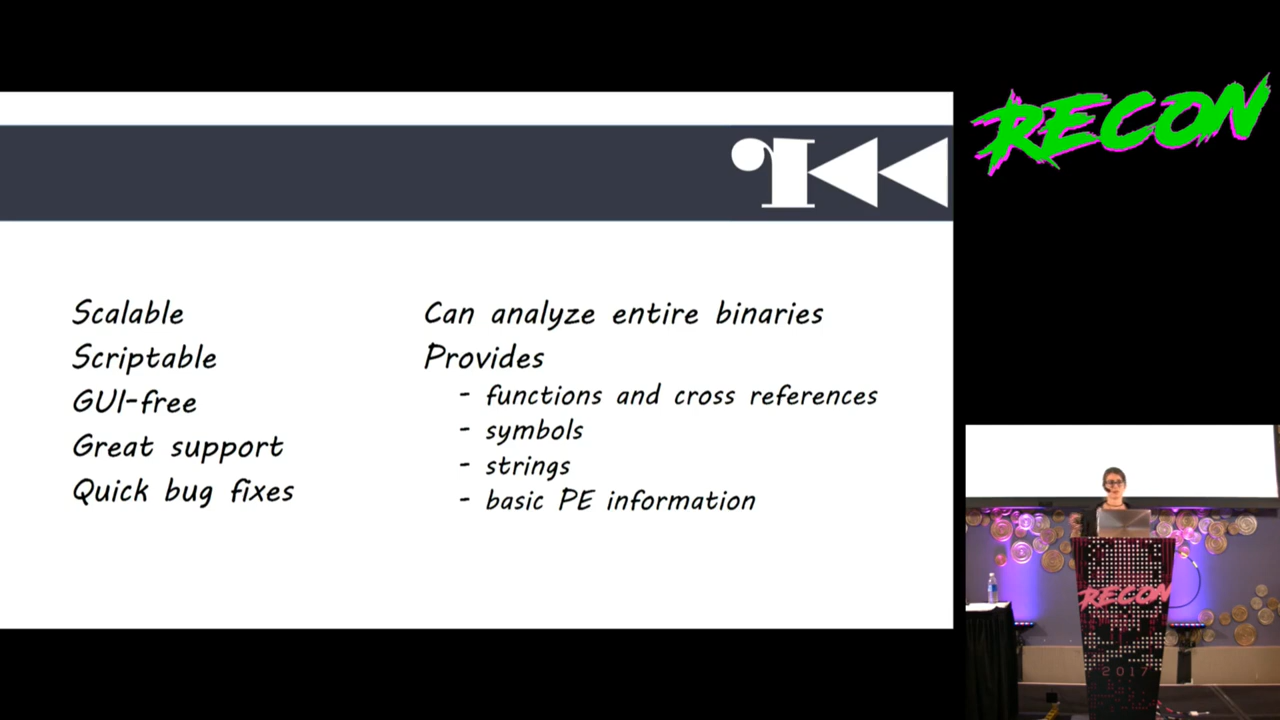 RECON
Scalable
Scriptable
GUI-free
Great support
Quick bug fixes
Can analyze entire binaries
Provides
- functions and cross references
- symbols
- strings
- basic PE information
RECON
2017